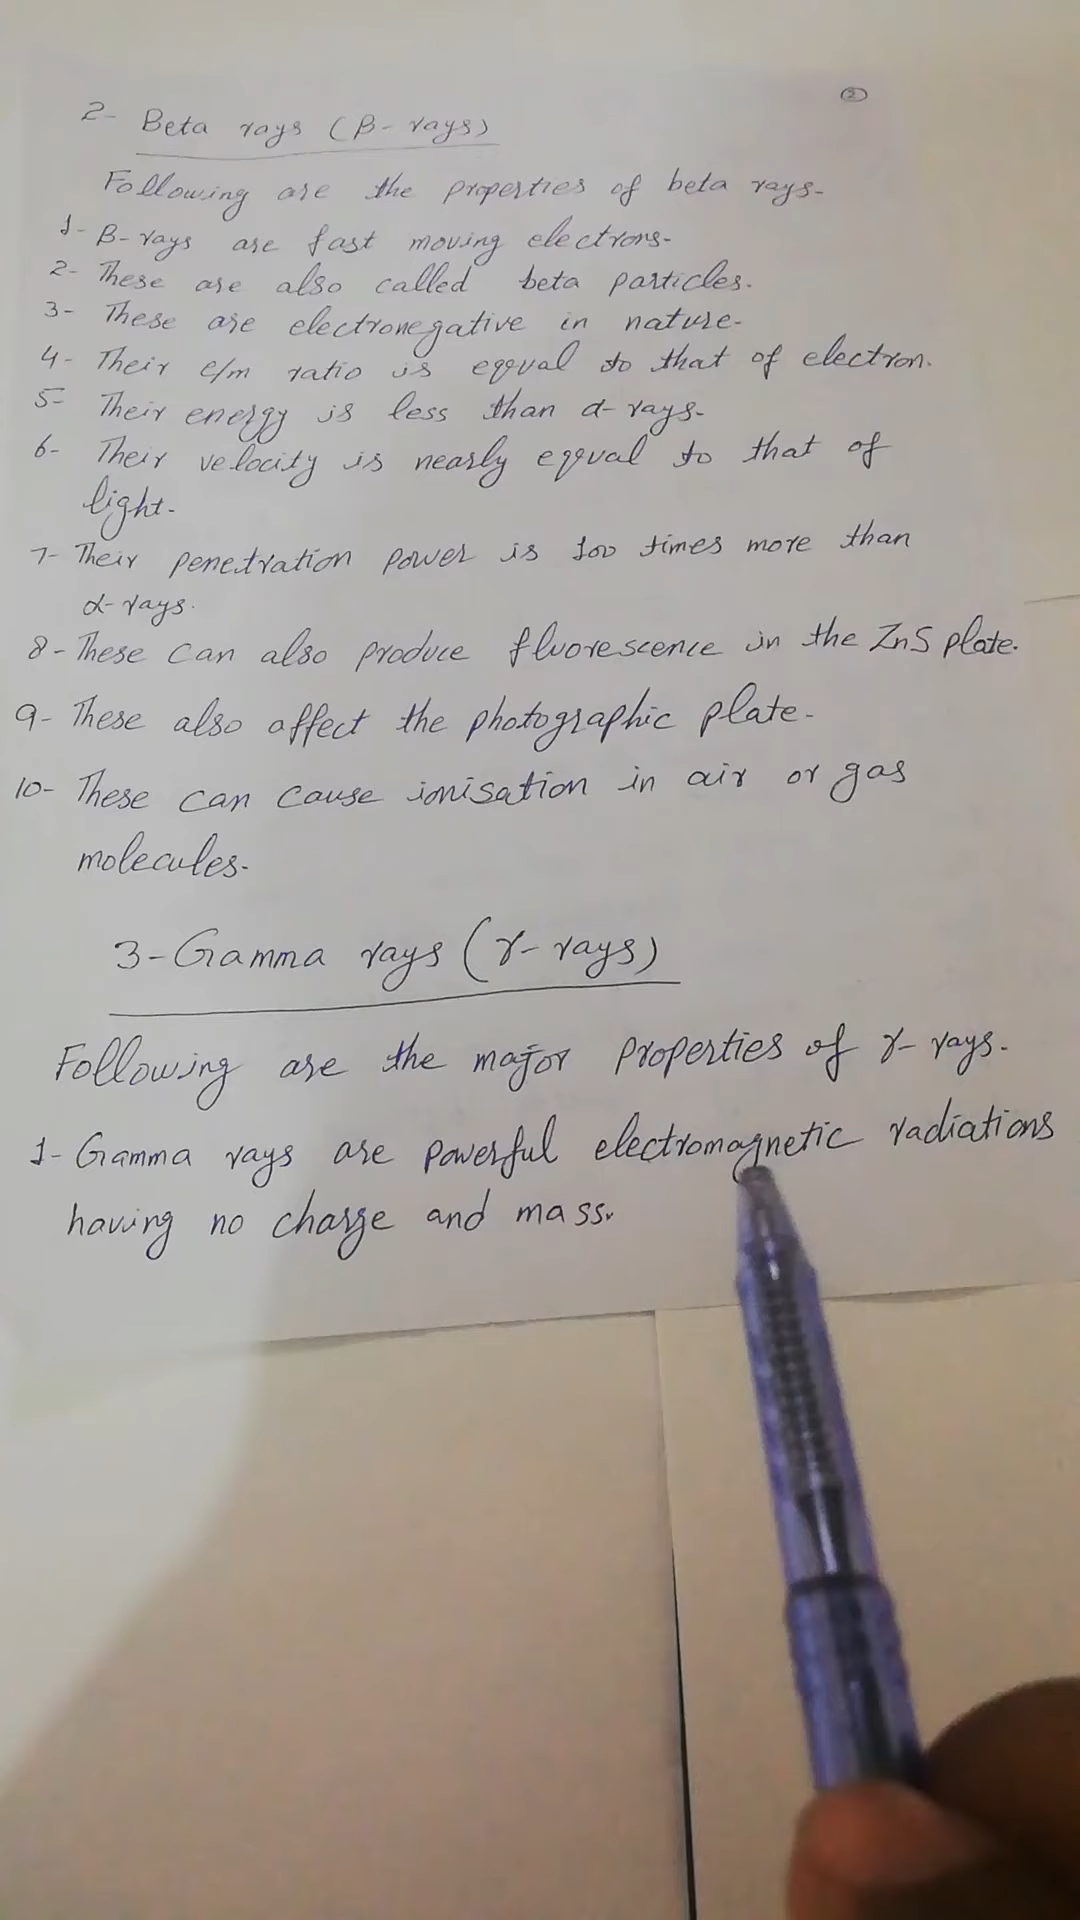 2
2- Beta rays (β-rays)
Following are the properties of beta rays-
1- β-rays are fast moving electrons-
2- These are also called beta particles.
3- These are electronegative in nature-
4- Their e/m ratio is equal to that of electron.
5- Their energy is less than α-rays-
6- Their velocity is nearly equal to that of
light-
7- Their penetration power is 100 times more than
α-rays.
8- These can also produce fluorescence in the ZnS plate.
9- These also affect the photographic plate-
10- These can cause ionisation in air or gas
molecules-
3- Gamma rays (γ-rays)
Following are the major properties of γ-rays.
1- Gamma rays are powerful electromagnetic radiations
having no charge and mass.